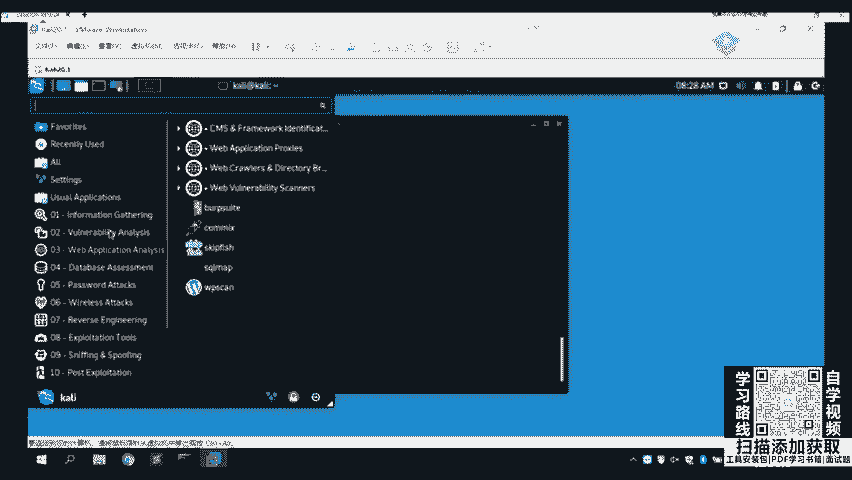 kali@kali: ~
08:28 AM
Favorites
Recently Used
All
Settings
Usual Applications
01 - Information Gathering
02 - Vulnerability Analysis
03 - Web Application Analysis
04 - Database Assessment
05 - Password Attacks
06 - Wireless Attacks
07 - Reverse Engineering
08 - Exploitation Tools
09 - Sniffing & Spoofing
10 - Post Exploitation
kali
• CMS & Framework Identificat...
• Web Application Proxies
• Web Crawlers & Directory Br...
• Web Vulnerability Scanners
burpsuite
commix
skipfish
sqlmap
wpscan
学习路线
自学视频
扫描添加获取
工具安装包|PDF学习书籍|面试题